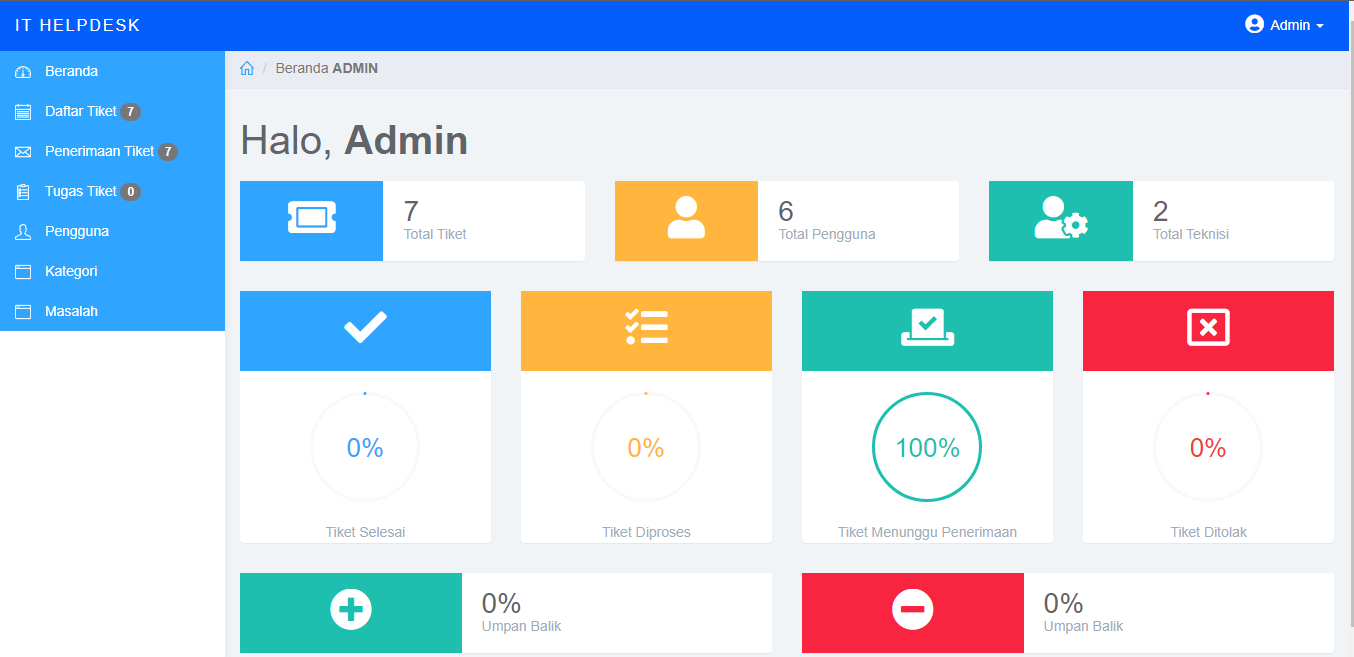 IT HELPDESK
Admin
Beranda
Daftar Tiket 7
Penerimaan Tiket 7
Tugas Tiket 0
Pengguna
Kategori
Masalah
/ Beranda ADMIN
Halo, Admin
7
Total Tiket
6
Total Pengguna
2
Total Teknisi
0%
Tiket Selesai
0%
Tiket Diproses
100%
Tiket Menunggu Penerimaan
0%
Tiket Ditolak
0%
Umpan Balik
0%
Umpan Balik